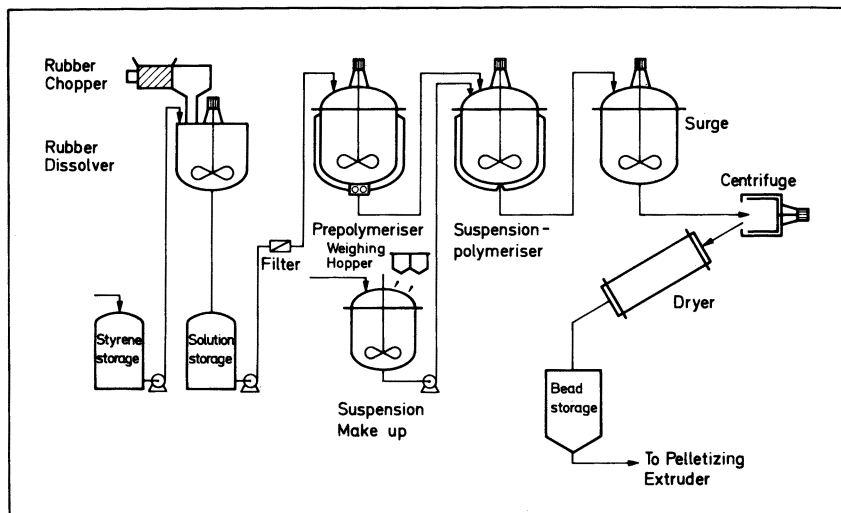 Rubber
Chopper
Rubber
Dissolver
Styrene
storage
Solution
storage
Filter
Prepolymeriser
Weighing
Hopper
Suspension
Make up
Suspension-
polymeriser
Surge
Centrifuge
Dryer
Bead
storage
To Pelletizing
Extruder